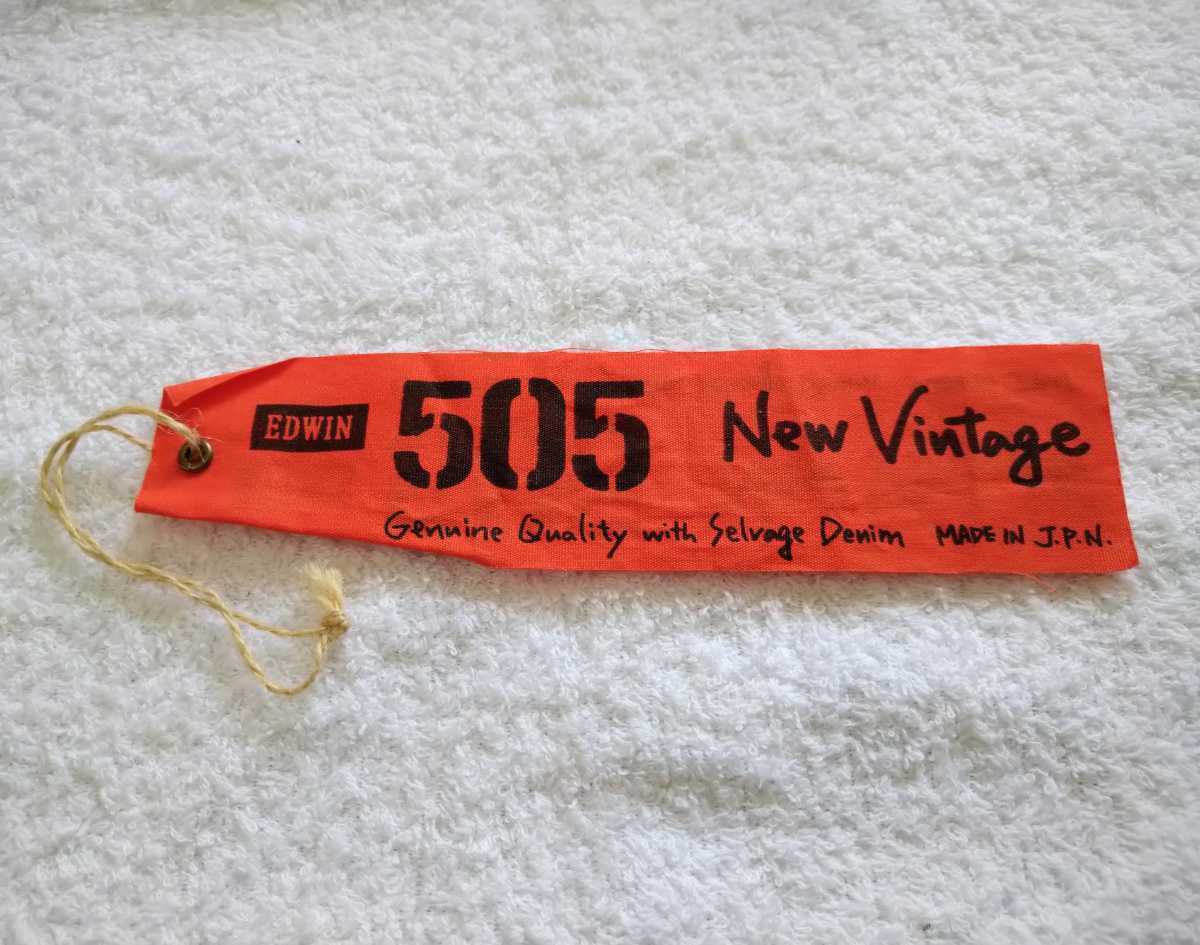 EDWIN 505 New Vintage
Genuine Quality with Selvage Denim MADE IN J.P.N.